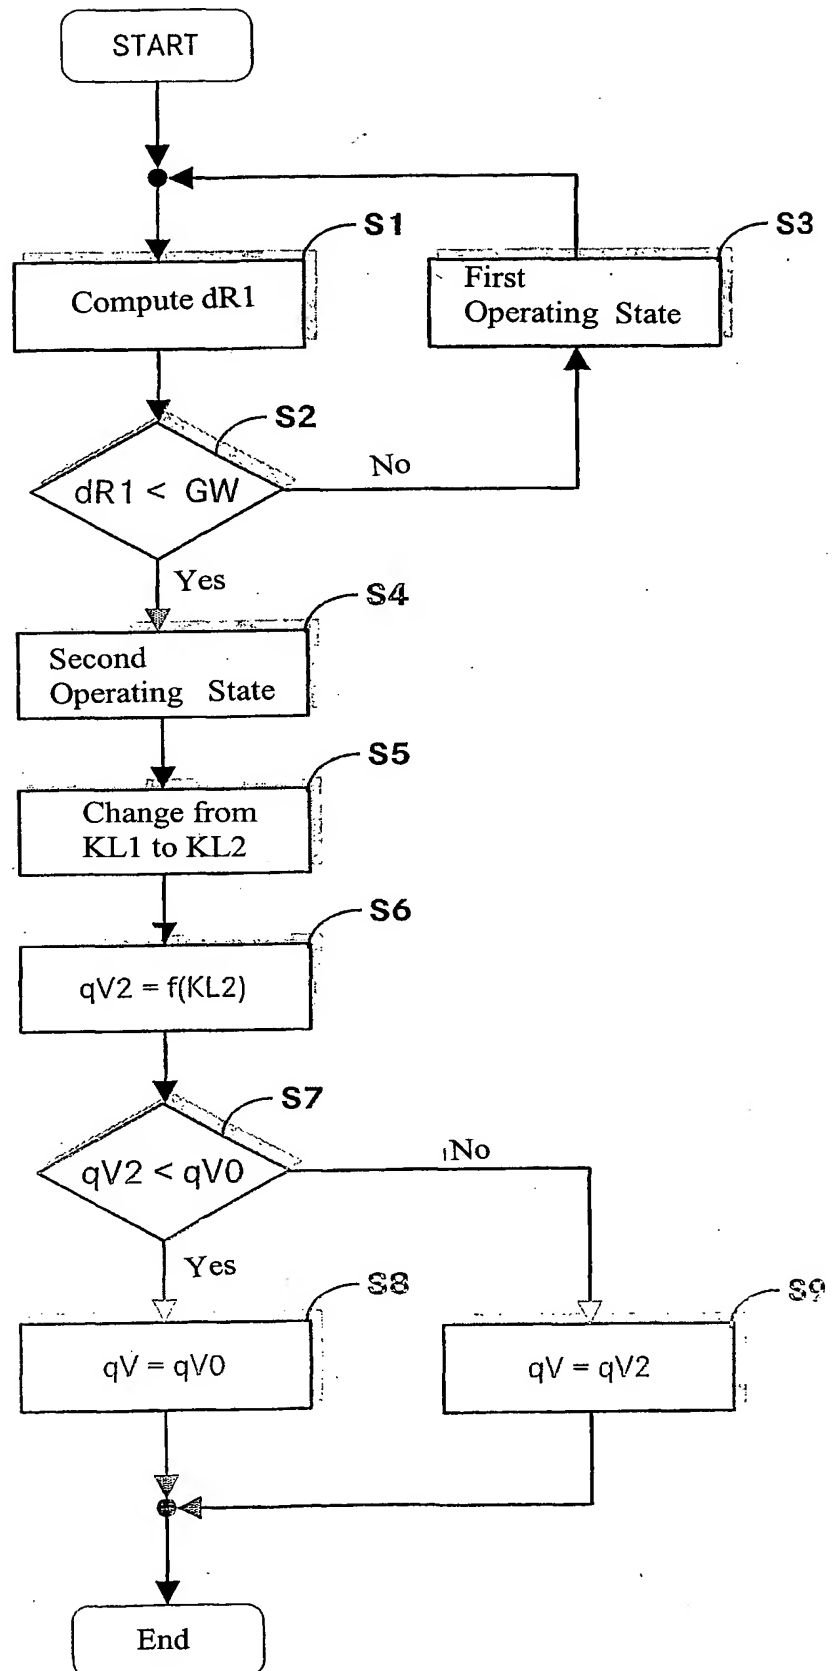 START
S1
Compute dR1
S3
First
Operating State
S2
dR1 < GW
No
Yes
S4
Second
Operating State
S5
Change from
KL1 to KL2
S6
qV2 = f(KL2)
S7
qV2 < qV0
No
Yes
S8
qV = qV0
S9
qV = qV2
End